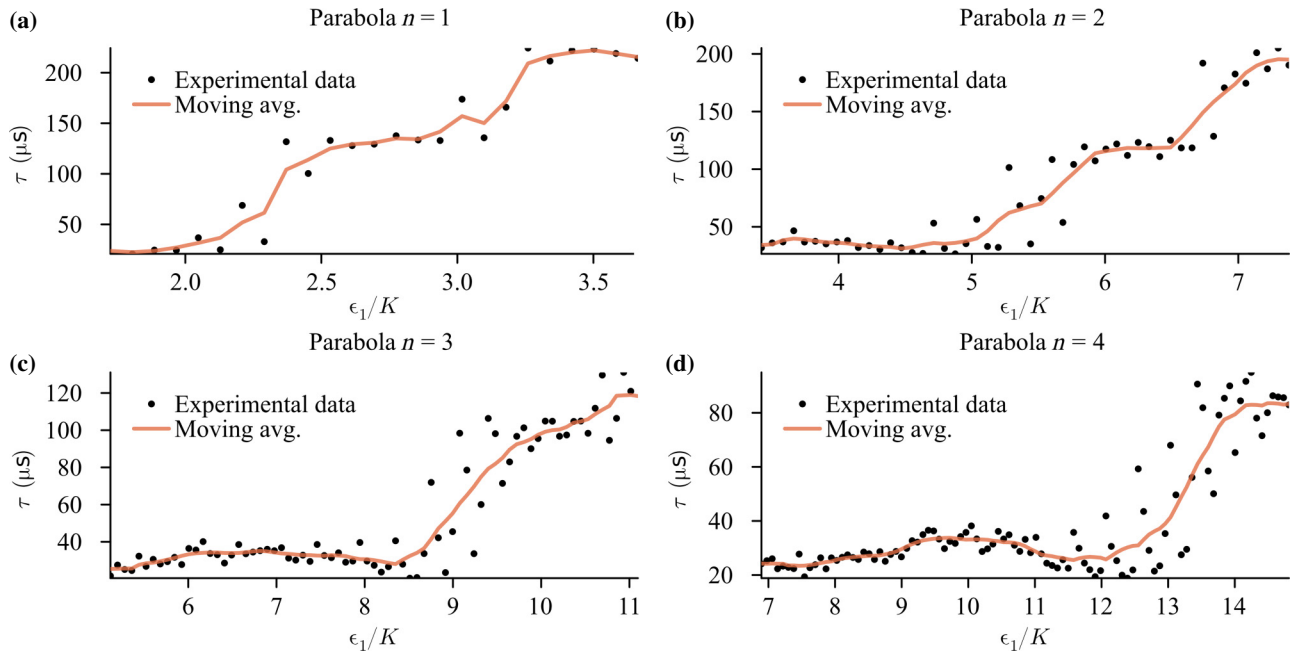 (a) Parabola n = 1
200
150
100
50
τ (μs)
Experimental data
Moving avg.
2.0 2.5 3.0 3.5
ϵ₁/K
(b) Parabola n = 2
200
150
100
50
τ (μs)
Experimental data
Moving avg.
4 5 6 7
ϵ₁/K
(c) Parabola n = 3
120
100
80
60
40
τ (μs)
Experimental data
Moving avg.
6 7 8 9 10 11
ϵ₁/K
(d) Parabola n = 4
80
60
40
20
τ (μs)
Experimental data
Moving avg.
7 8 9 10 11 12 13 14
ϵ₁/K